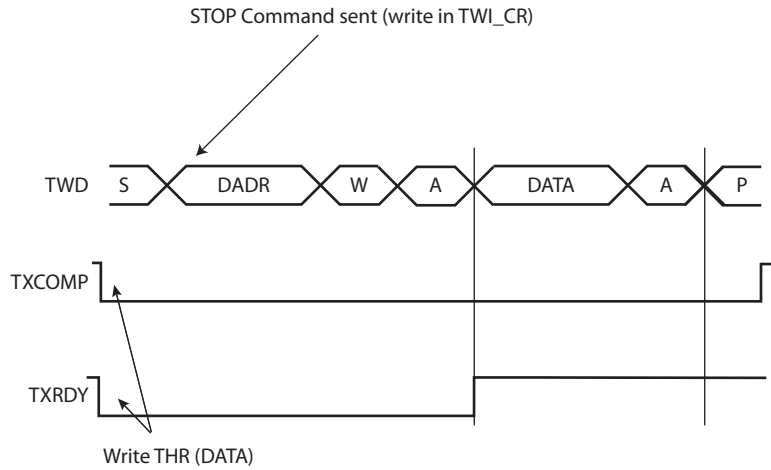 STOP Command sent (write in TWI_CR)
TWD S DADR W A DATA A P
TXCOMP
TXRDY
Write THR (DATA)